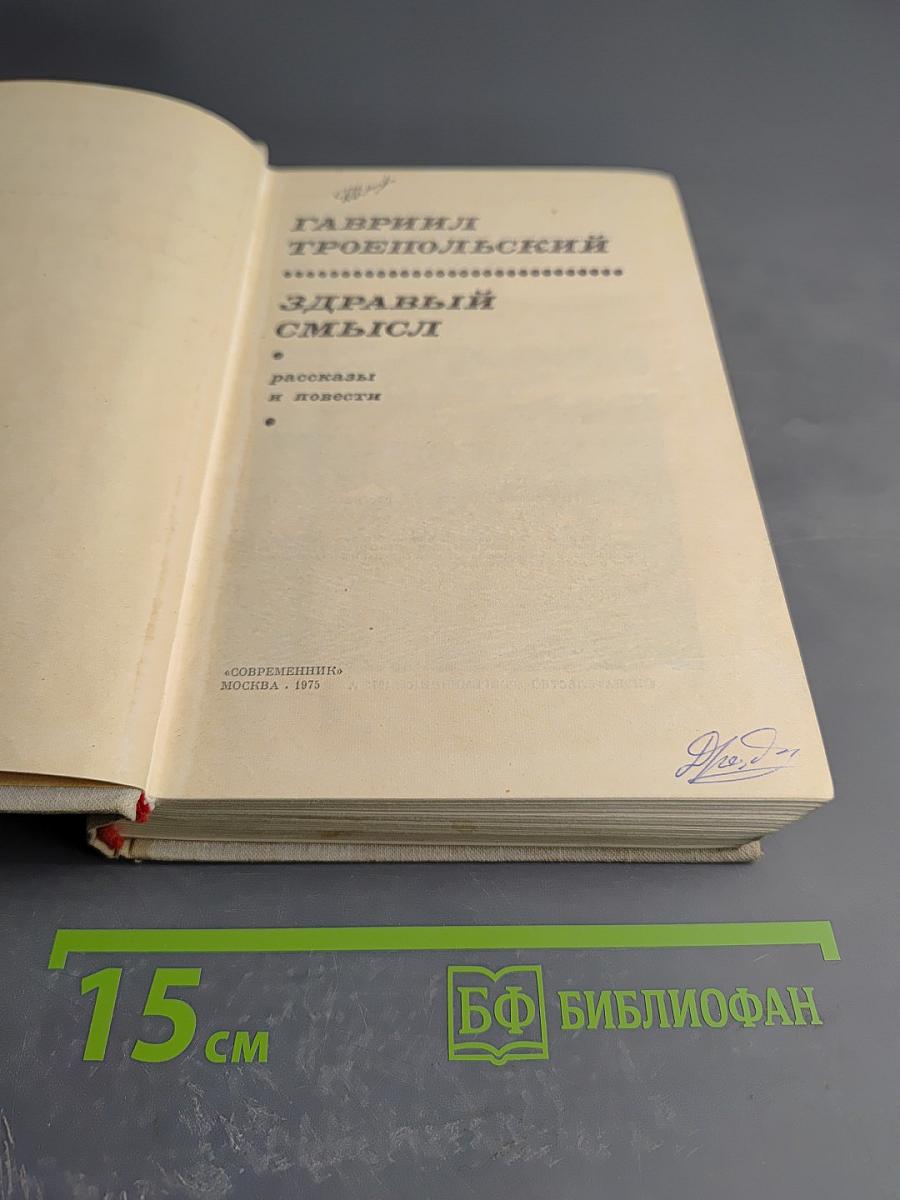 ГАВРИИЛ
ТРОЕПОЛЬСКИЙ
ЗДРАВЫЙ
СМЫСЛ
рассказы
и повести
«СОВРЕМЕННИК»
МОСКВА . 1975
15 см
БФ БИБЛИОФАН